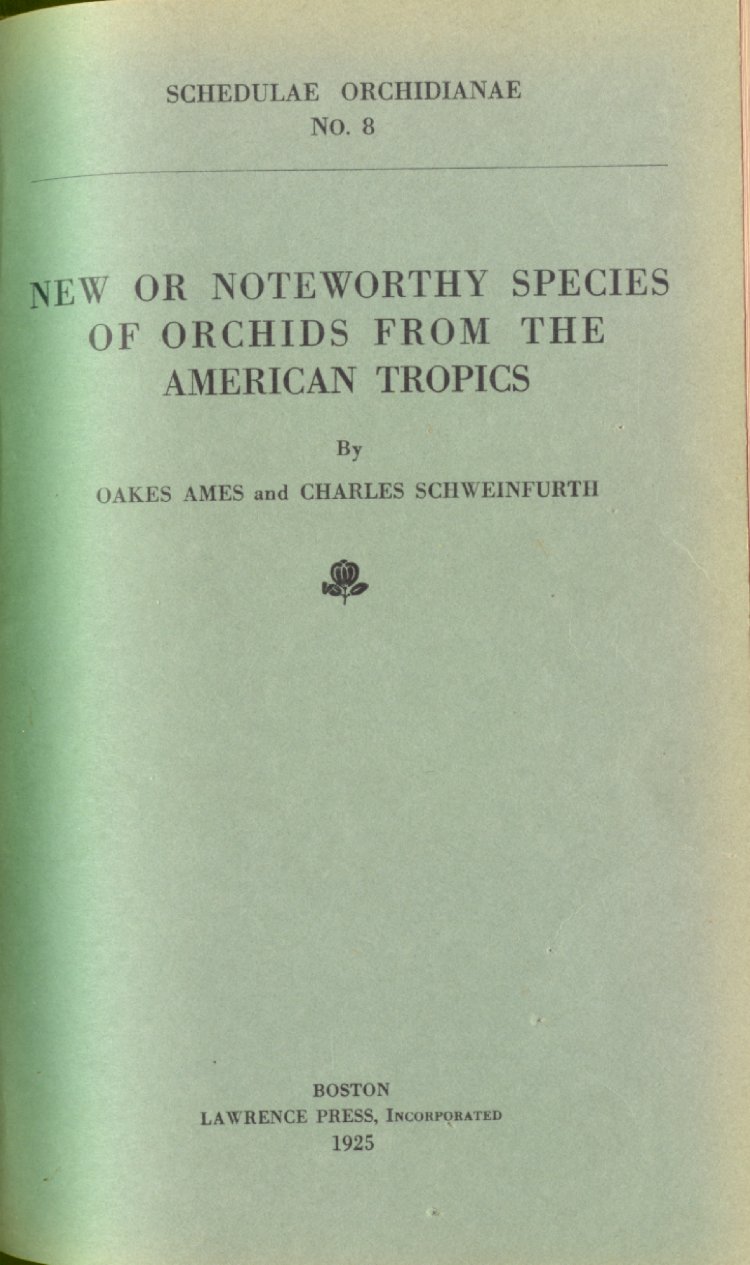 SCHEDULAE ORCHIDIANAE
No. 8
NEW OR NOTEWORTHY SPECIES
OF ORCHIDS FROM THE
AMERICAN TROPICS
By
OAKES AMES and CHARLES SCHWEINFURTH
BOSTON
LAWRENCE PRESS, INCORPORATED
1925